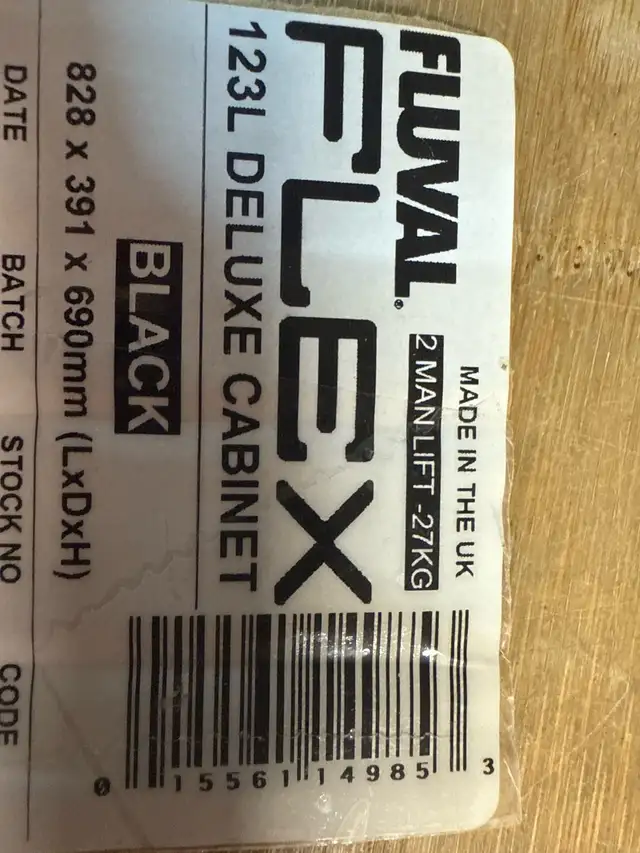 FLUVAL®
MADE IN THE UK
2 MAN LIFT -27KG
FLEX
123L DELUXE CABINET
BLACK
828 x 391 x 690mm (LxDxH)
DATE BATCH STOCK NO CODE
0 15561 14985 3